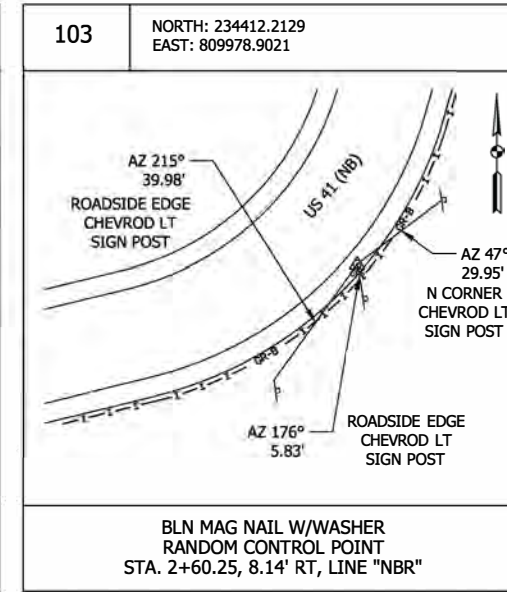 103
NORTH: 234412.2129
EAST: 809978.9021
AZ 215°
39.98'
ROADSIDE EDGE
CHEVROD LT
SIGN POST
US 41 (NB)
GR-B
AZ 47°
29.95'
N CORNER
CHEVROD LT
SIGN POST
GR-B
AZ 176°
5.83'
ROADSIDE EDGE
CHEVROD LT
SIGN POST
BLN MAG NAIL W/WASHER
RANDOM CONTROL POINT
STA. 2+60.25, 8.14' RT, LINE "NBR"